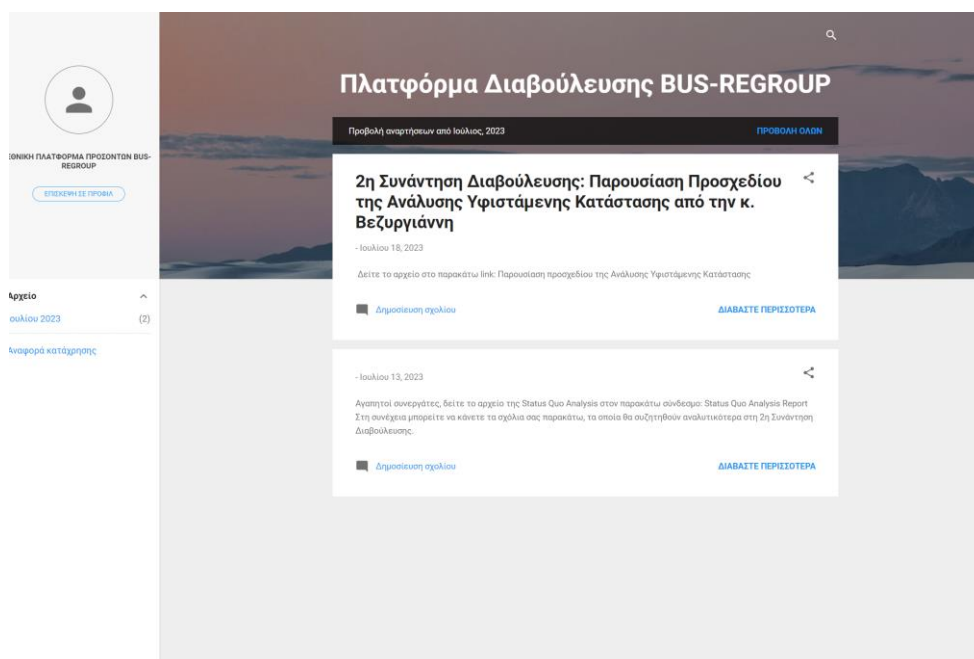 Πλατφόρμα Διαβούλευσης BUS-REGRoUP
ΕΘΝΙΚΗ ΠΛΑΤΦΟΡΜΑ ΠΡΟΣΟΝΤΩΝ BUS-
REGROUP
ΕΠΙΣΚΕΨΗ ΣΕ ΠΡΟΦΙΛ
Αρχείο
ουλίου 2023 (2)
Αναφορά κατάχρησης
Προβολή αναρτήσεων από Ιούλιος, 2023 ΠΡΟΒΟΛΗ ΟΛΩΝ
2η Συνάντηση Διαβούλευσης: Παρουσίαση Προσχεδίου
της Ανάλυσης Υφιστάμενης Κατάστασης από την κ.
Βεζυργιάννη
- Ιουλίου 18, 2023
Δείτε το αρχείο στο παρακάτω link: Παρουσίαση προσχεδίου της Ανάλυσης Υφιστάμενης Κατάστασης
Δημοσίευση σχολίου ΔΙΑΒΑΣΤΕ ΠΕΡΙΣΣΟΤΕΡΑ
- Ιουλίου 13, 2023
Αγαπητοί συνεργάτες, δείτε το αρχείο της Status Quo Analysis στον παρακάτω σύνδεσμο: Status Quo Analysis Report
Στη συνέχεια μπορείτε να κάνετε τα σχόλια σας παρακάτω, τα οποία θα συζητηθούν αναλυτικότερα στη 2η Συνάντηση
Διαβούλευσης.
Δημοσίευση σχολίου ΔΙΑΒΑΣΤΕ ΠΕΡΙΣΣΟΤΕΡΑ